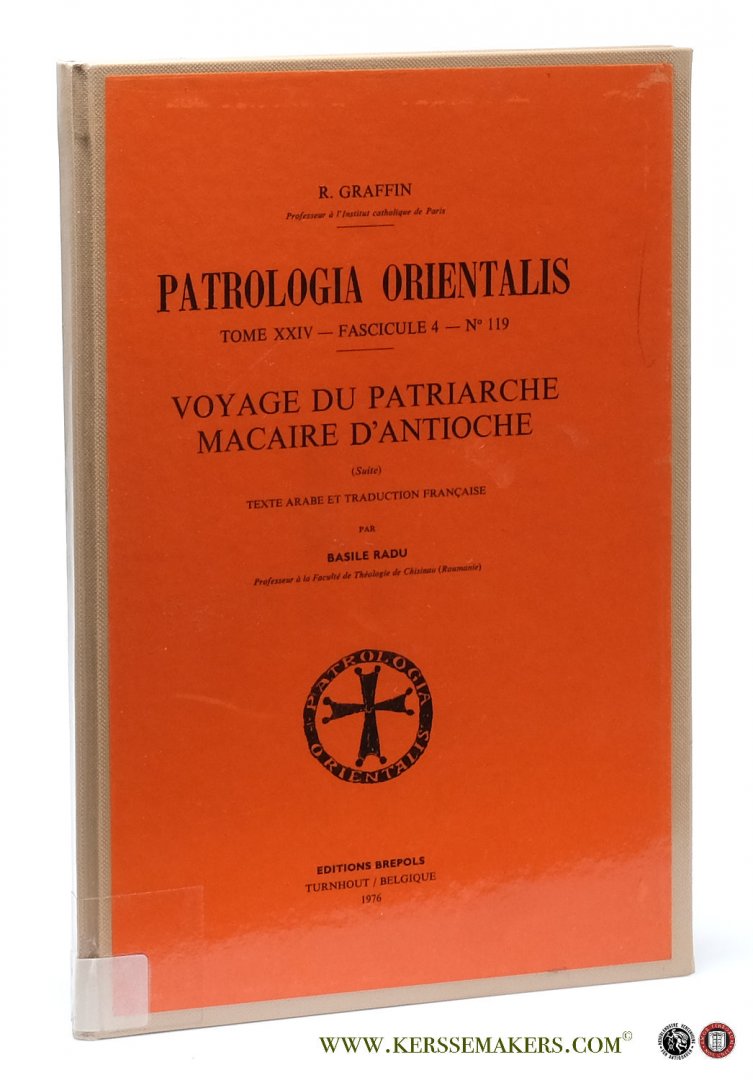 R. GRAFFIN
Professeur à l'Institut catholique de Paris
PATROLOGIA ORIENTALIS
TOME XXIV — FASCICULE 4 — Nº 119
VOYAGE DU PATRIARCHE
MACAIRE D'ANTIOCHE
(Suite)
TEXTE ARABE ET TRADUCTION FRANÇAISE
PAR
BASILE RADU
Professeur à la Faculté de Théologie de Chisinau (Roumanie)
PATROLOGIA
ORIENTALIS
EDITIONS BREPOLS
TURNHOUT / BELGIQUE
1976
WWW.KERSSEMAKERS.COM©